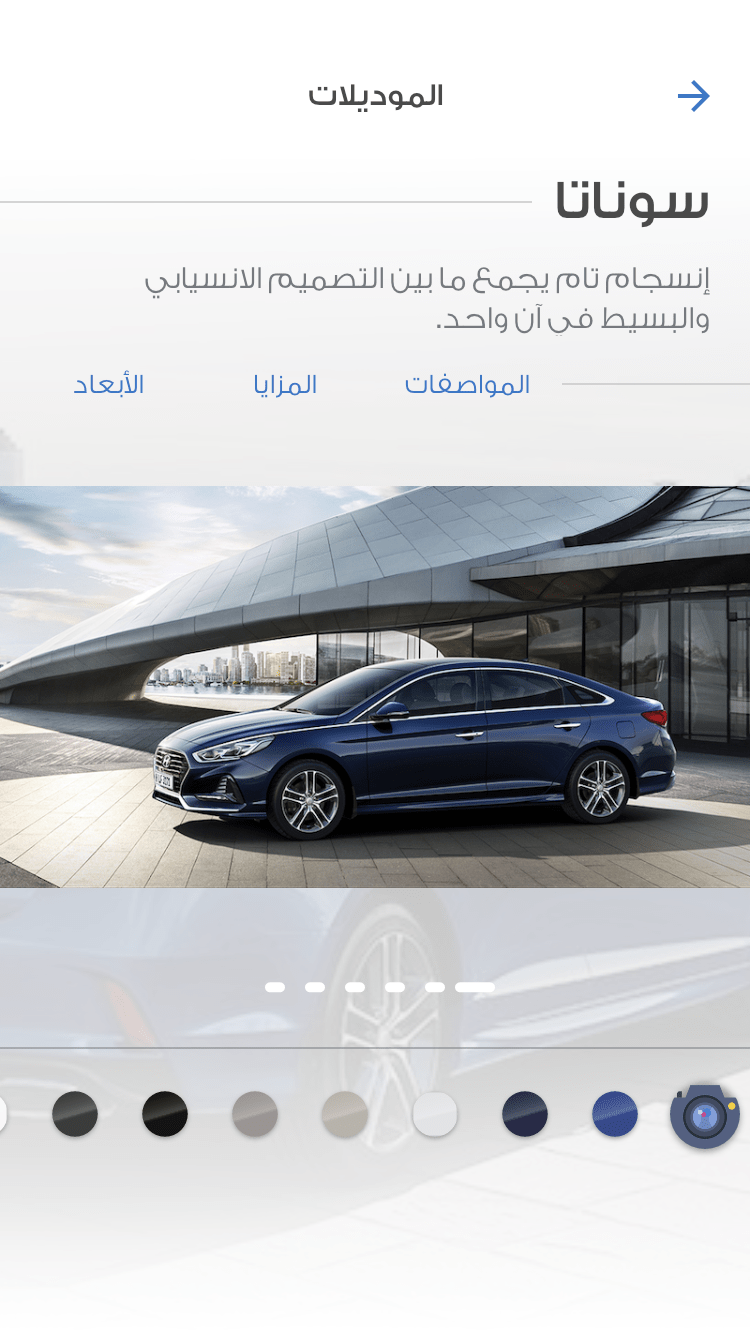 الموديلات
سوناتا
إنسجام تام يجمع ما بين التصميم الانسيابي
والبسيط في آن واحد.
المواصفات المزايا الأبعاد